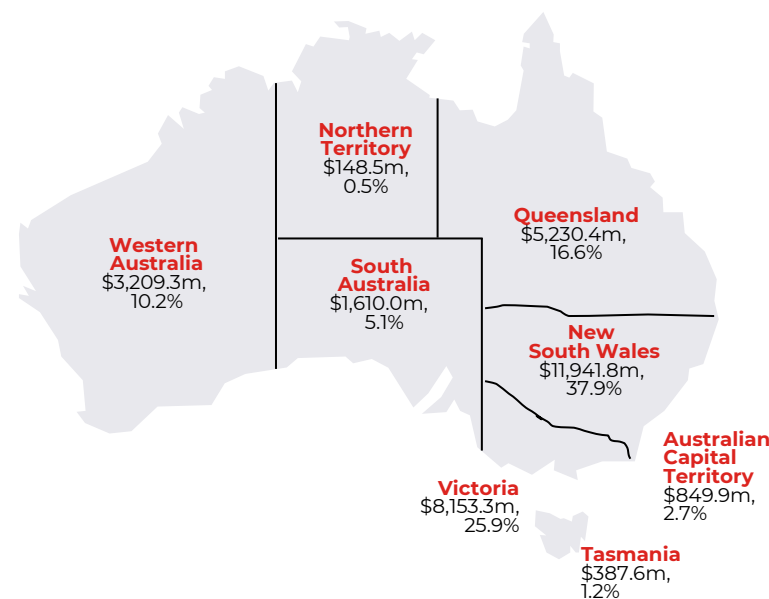 Northern
Territory
$148.5m,
0.5%
Queensland
$5,230.4m,
16.6%
Western
Australia
$3,209.3m,
10.2%
South
Australia
$1,610.0m,
5.1%
New
South Wales
$11,941.8m,
37.9%
Australian
Capital
Territory
$849.9m,
2.7%
Victoria
$8,153.3m,
25.9%
Tasmania
$387.6m,
1.2%